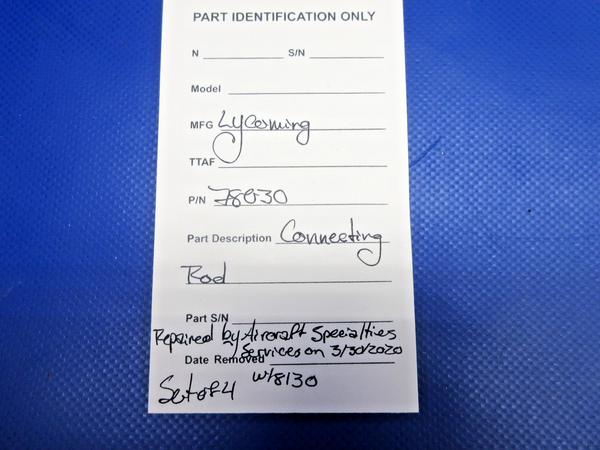 PART IDENTIFICATION ONLY
N S/N
Model
MFG Lycoming
TTAF
P/N 78030
Part Description Connecting
Rod
Part S/N
Repaired by Aircraft Specialties
Services on 3/30/2020
Date Removed
w/8130
Set of 4